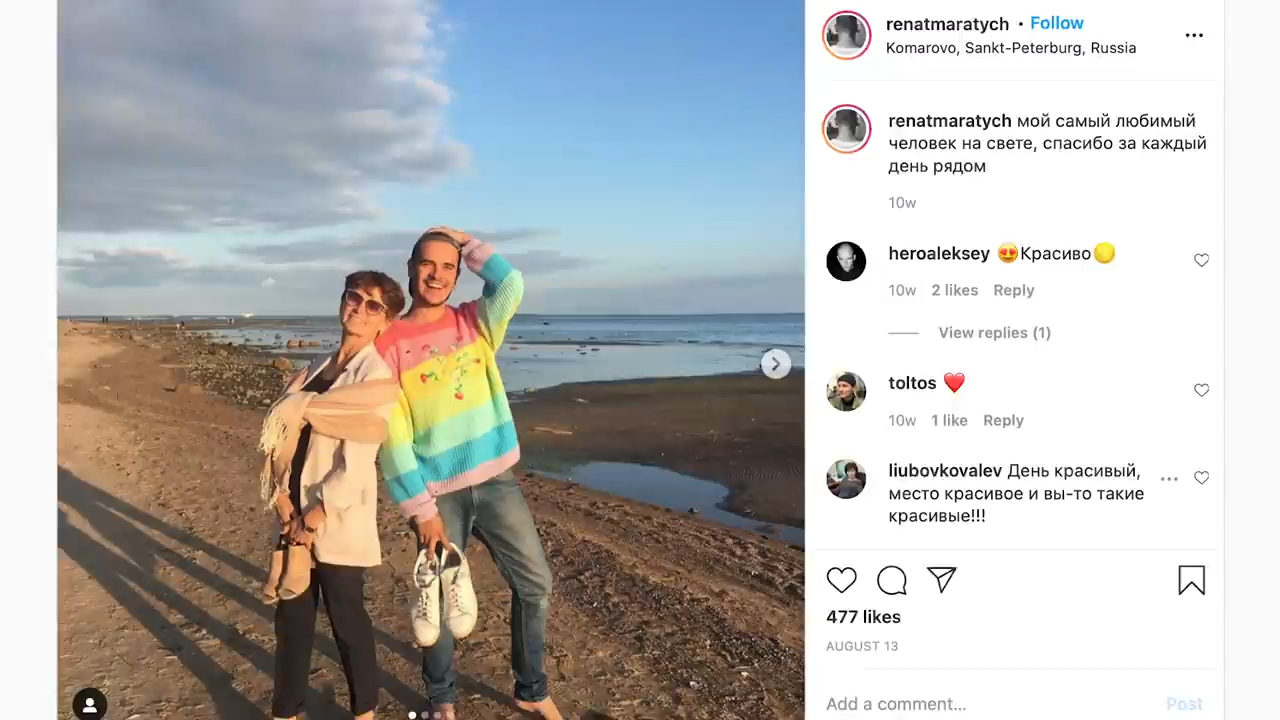 renatmaratych • Follow
Komarovo, Sankt-Peterburg, Russia
renatmaratych мой самый любимый
человек на свете, спасибо за каждый
день рядом
10w
heroaleksey 😍Красиво🟡
10w 2 likes Reply
View replies (1)
toltos ❤️
10w 1 like Reply
liubovkovalev День красивый,
место красивое и вы-то такие
красивые!!!
477 likes
AUGUST 13
Add a comment... Post